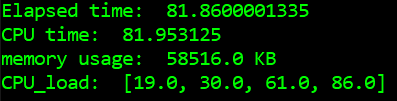 Elapsed time:  81.8600001335
CPU time:  81.953125
memory usage:  58516.0 KB
CPU_load:  [19.0, 30.0, 61.0, 86.0]